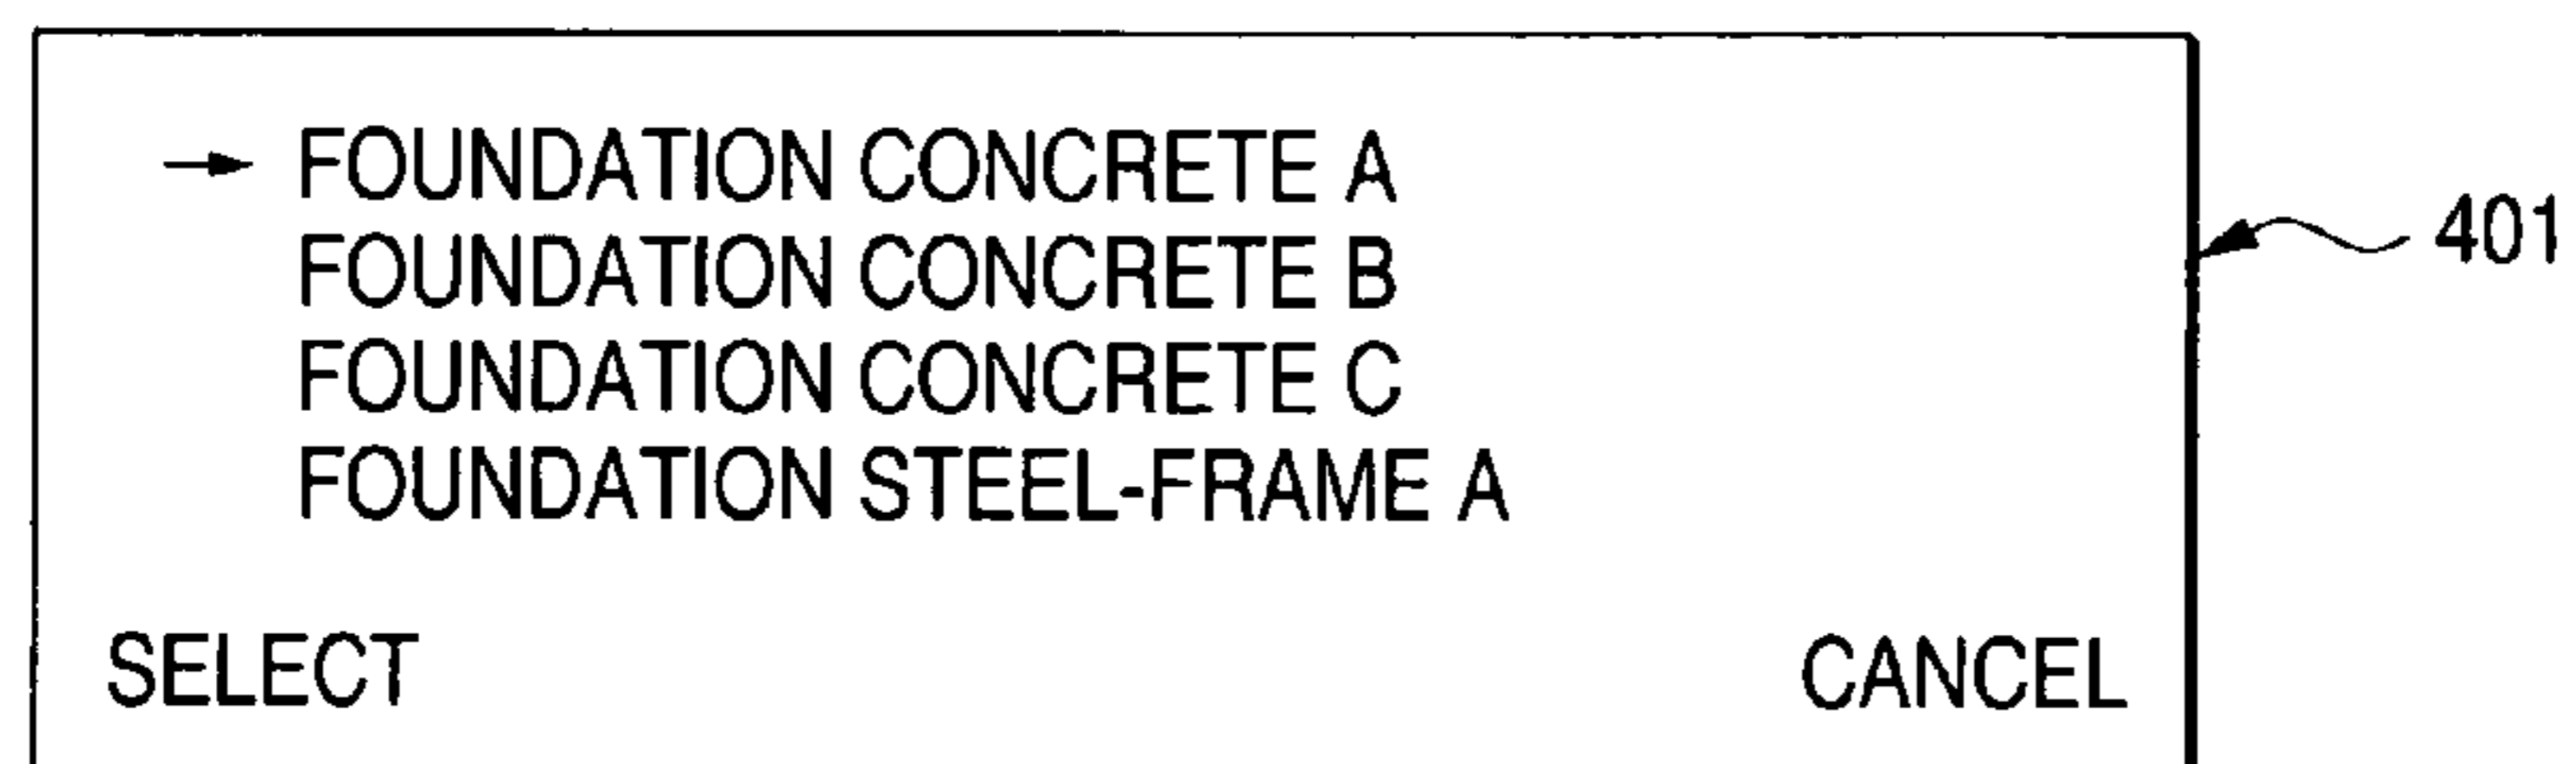 → FOUNDATION CONCRETE A
FOUNDATION CONCRETE B
401
FOUNDATION CONCRETE C
FOUNDATION STEEL-FRAME A
SELECT CANCEL